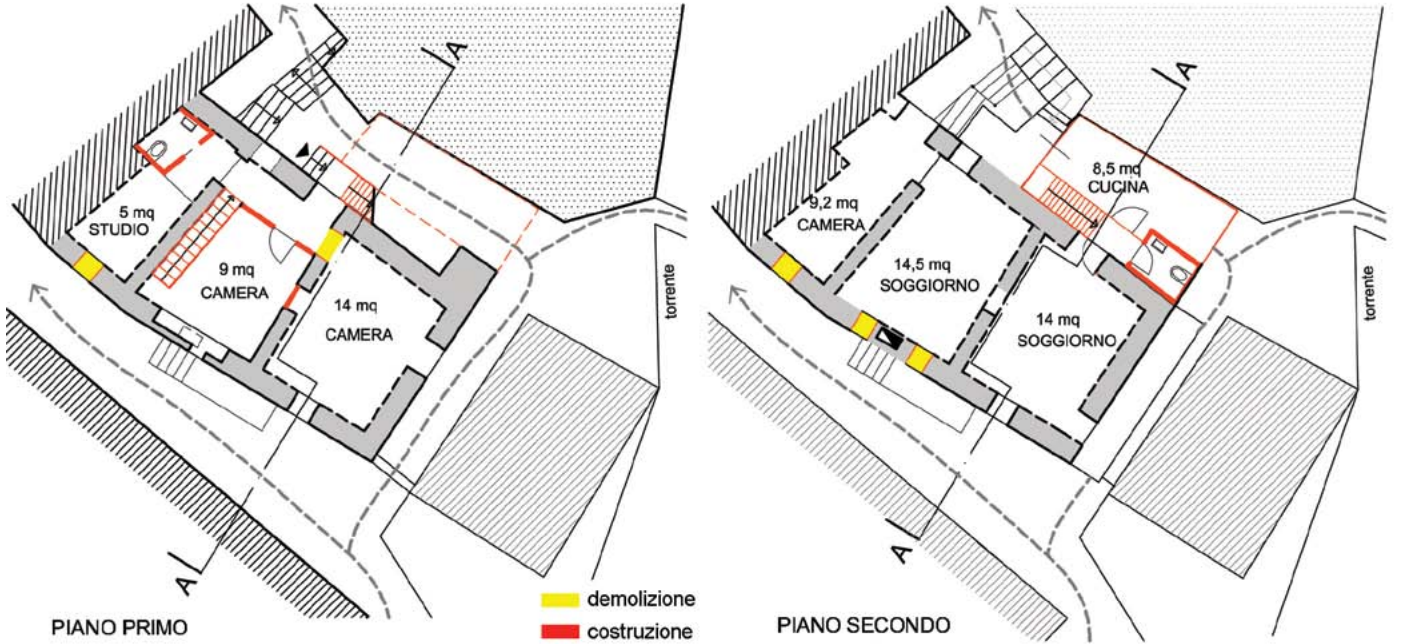 A
5 mq
STUDIO
9 mq
CAMERA
14 mq
CAMERA
torrente
A
PIANO PRIMO
demolizione
costruzione
A
8,5 mq
CUCINA
9,2 mq
CAMERA
14,5 mq
SOGGIORNO
14 mq
SOGGIORNO
torrente
A
PIANO SECONDO